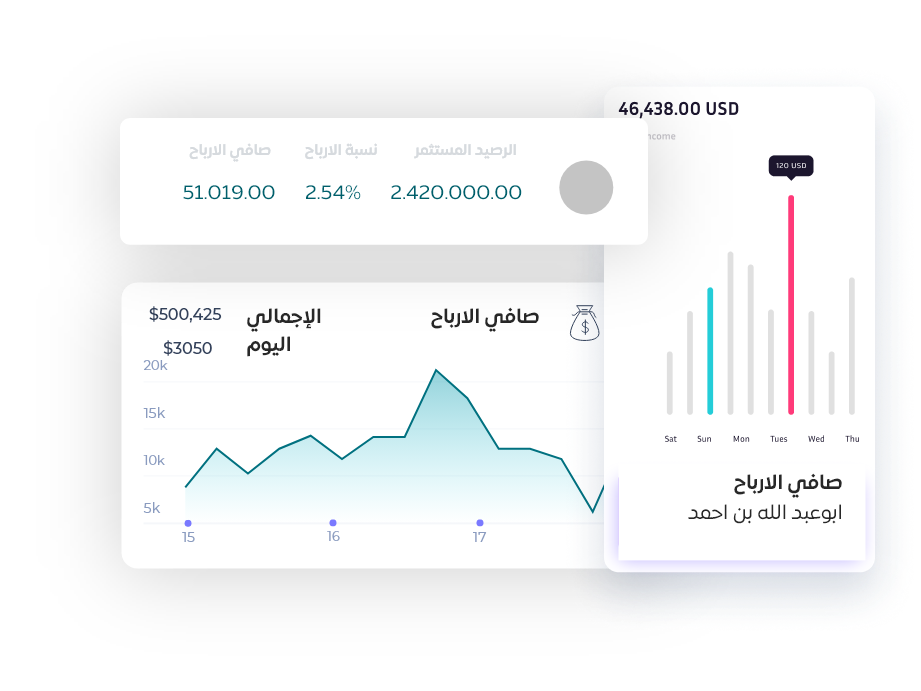 46,438.00 USD
ncome
120 USD
صافي الارباح نسبة الارباح الرصيد المستثمر
51.019.00 2.54% 2.420.000.00
صافي الارباح
الإجمالي $500,425
اليوم $3050
20k
15k
10k
5k
15 16 17
Sat Sun Mon Tues Wed Thu
صافي الارباح
ابوعبد الله بن احمد